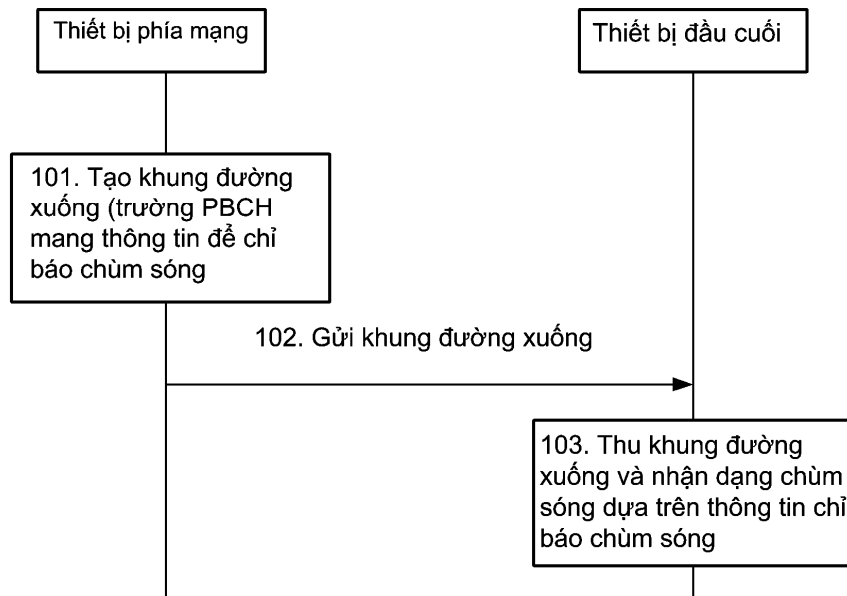 Thiết bị phía mạng
Thiết bị đầu cuối
101. Tạo khung đường
xuống (trường PBCH
mang thông tin để chỉ
báo chùm sóng
102. Gửi khung đường xuống
103. Thu khung đường
xuống và nhận dạng chùm
sóng dựa trên thông tin chỉ
báo chùm sóng